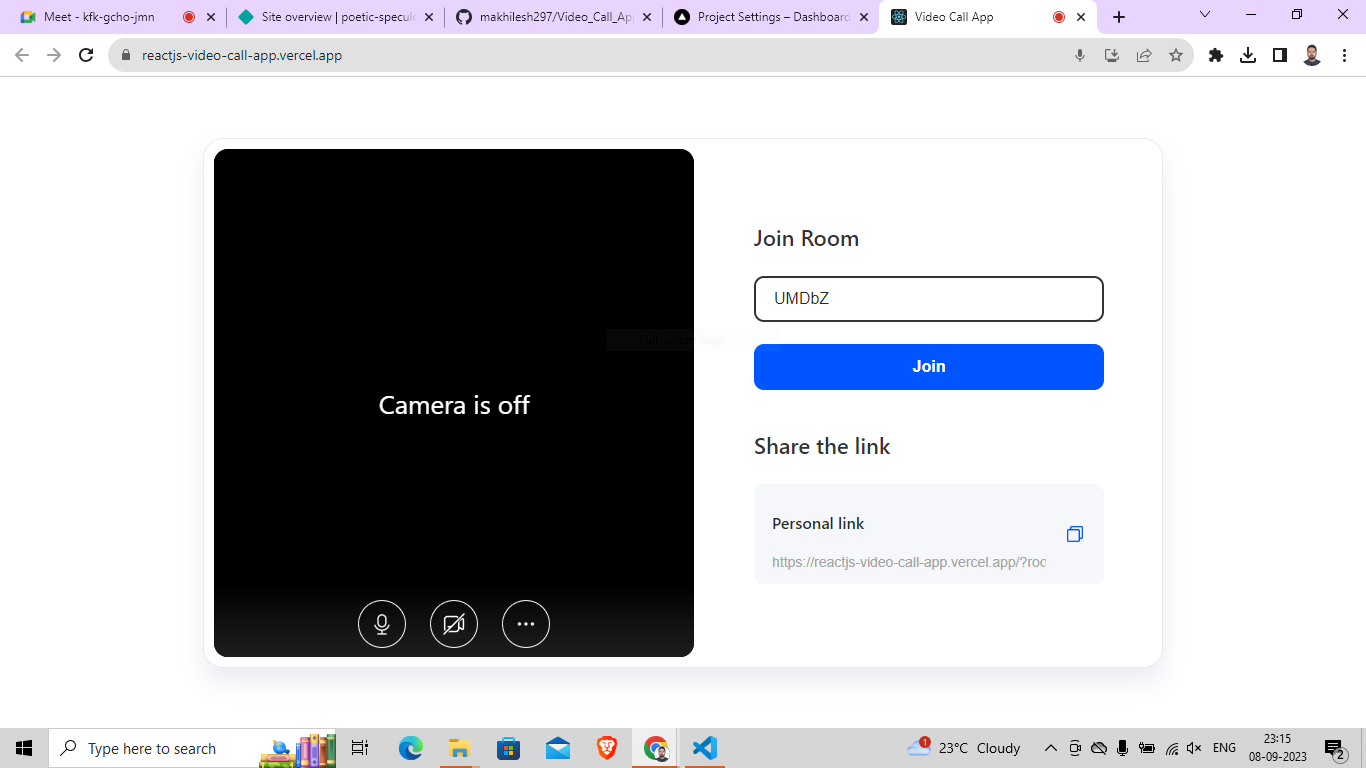 Meet - kfk-gcho-jmn
Site overview | poetic-specul
makhilesh297/Video_Call_Ap
Project Settings – Dashboard
Video Call App
reactjs-video-call-app.vercel.app
Join Room
UMDbZ
Join
Camera is off
Share the link
Personal link
https://reactjs-video-call-app.vercel.app/?roo
Type here to search
1
23°C Cloudy
ENG
23:15
08-09-2023
2